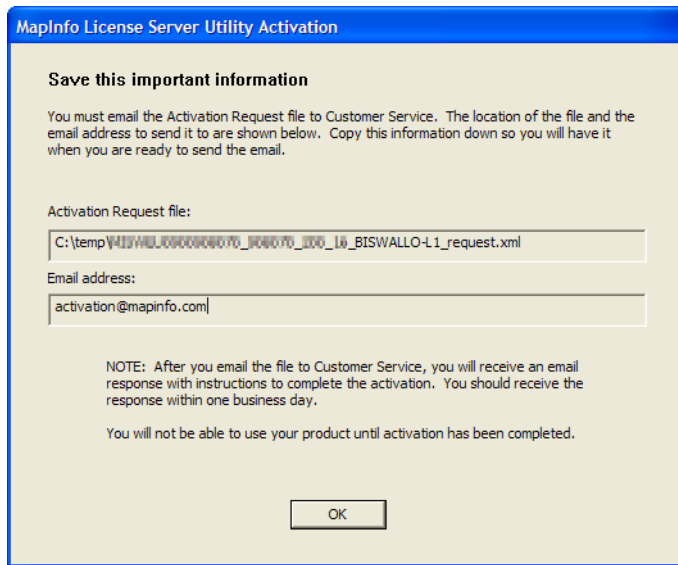 MapInfo License Server Utility Activation
Save this important information
You must email the Activation Request file to Customer Service. The location of the file and the
email address to send it to are shown below. Copy this information down so you will have it
when you are ready to send the email.
Activation Request file:
C:\temp\ _BISWALLO-L1_request.xml
Email address:
activation@mapinfo.com
NOTE: After you email the file to Customer Service, you will receive an email
response with instructions to complete the activation. You should receive the
response within one business day.
You will not be able to use your product until activation has been completed.
OK